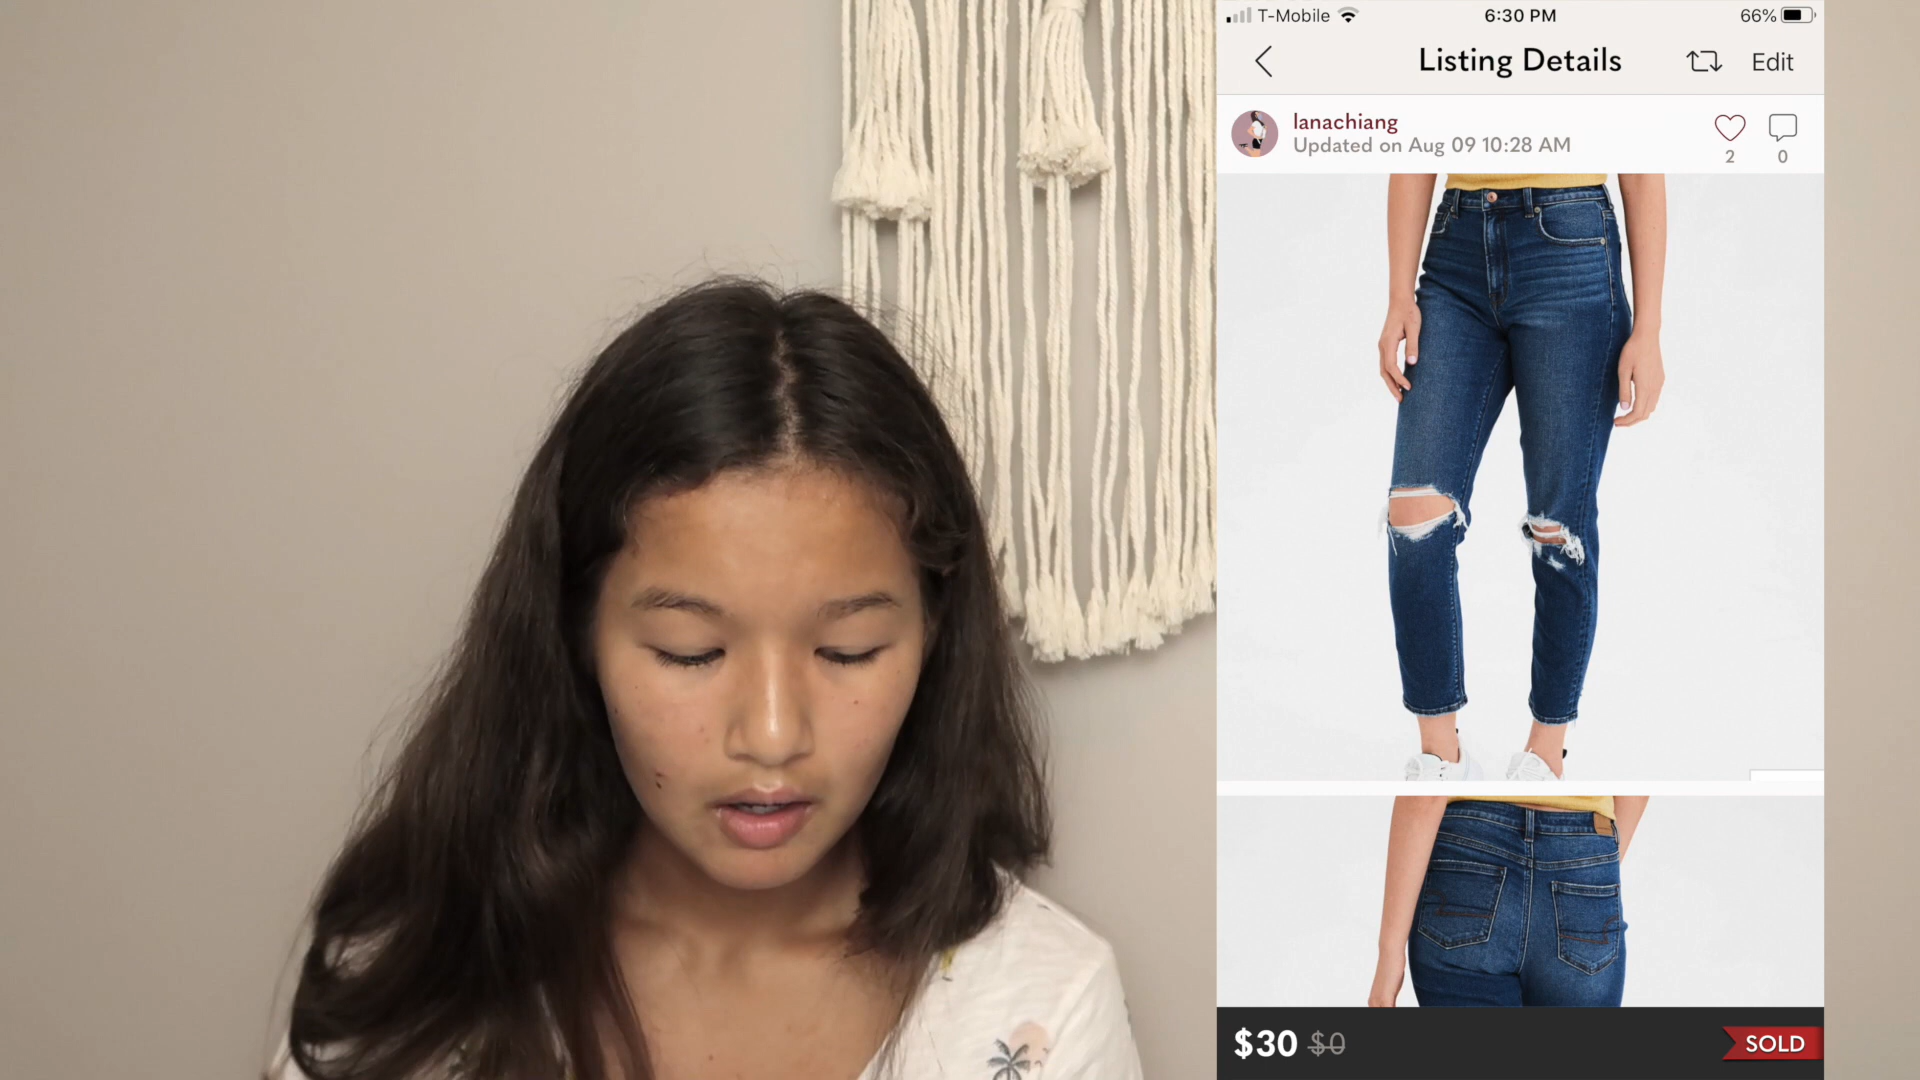 T-Mobile 6:30 PM 66%
Listing Details Edit
lanachiang
Updated on Aug 09 10:28 AM
2 0
$30 $0 SOLD